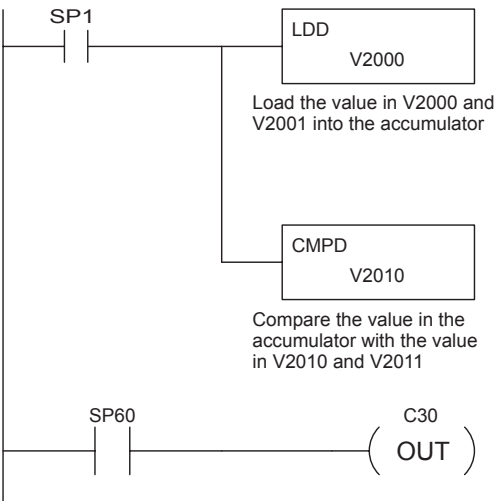 SP1
LDD
V2000
Load the value in V2000 and
V2001 into the accumulator
CMPD
V2010
Compare the value in the
accumulator with the value
in V2010 and V2011
SP60
C30
OUT